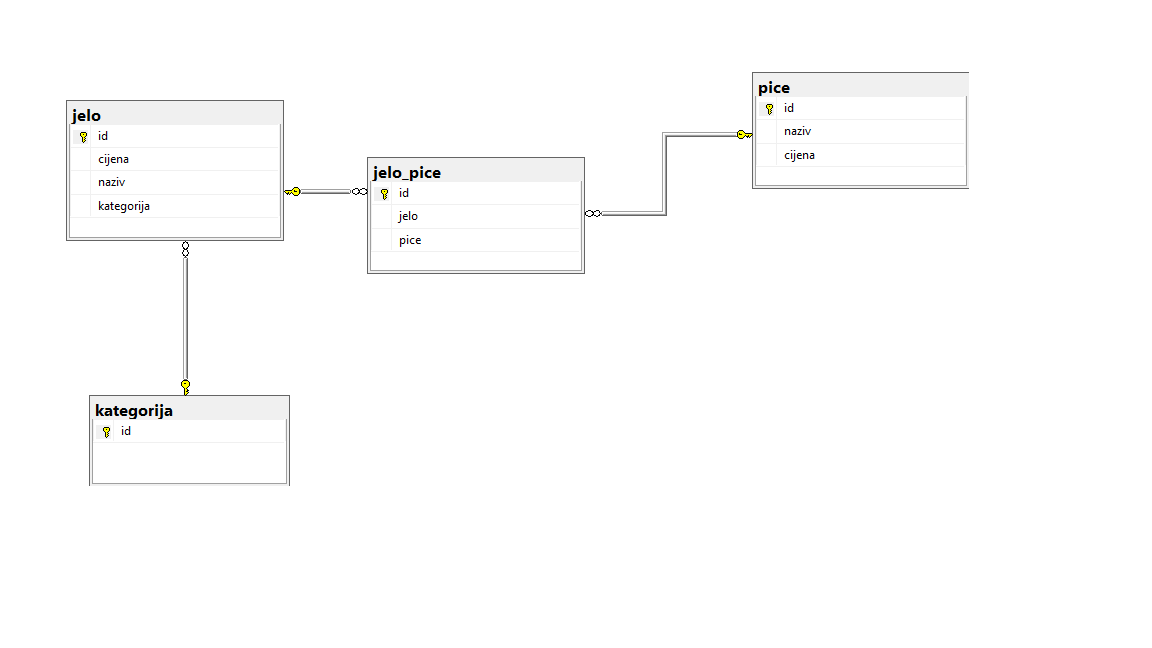 jelo
id
cijena
naziv
kategorija
jelo_pice
id
jelo
pice
pice
id
naziv
cijena
kategorija
id